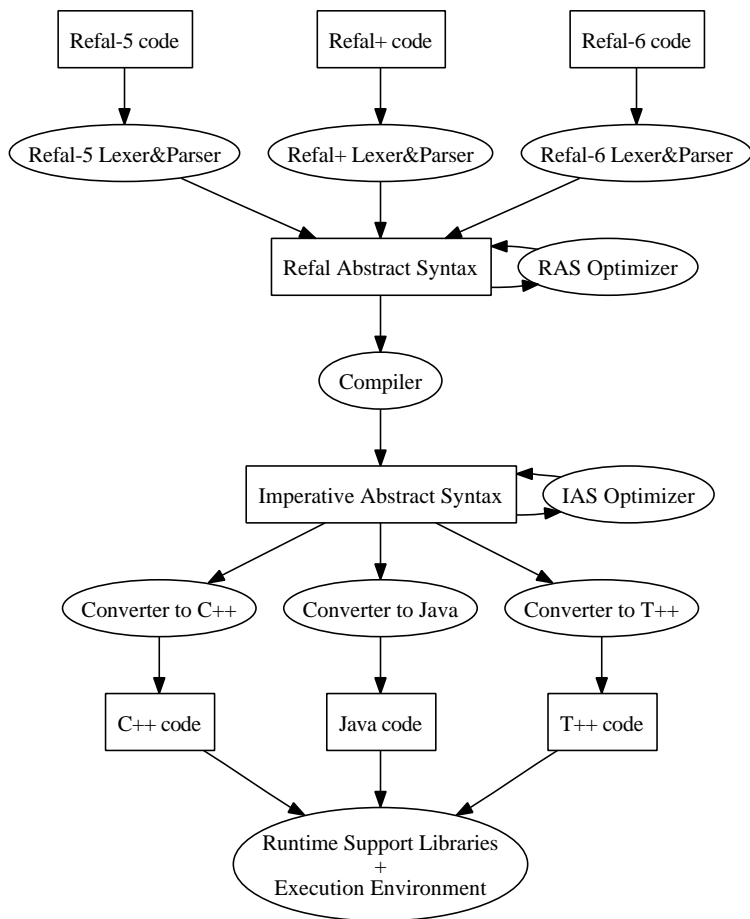 Refal-5 code
Refal+ code
Refal-6 code
Refal-5 Lexer&Parser
Refal+ Lexer&Parser
Refal-6 Lexer&Parser
Refal Abstract Syntax
RAS Optimizer
Compiler
Imperative Abstract Syntax
IAS Optimizer
Converter to C++
Converter to Java
Converter to T++
C++ code
Java code
T++ code
Runtime Support Libraries
+
Execution Environment